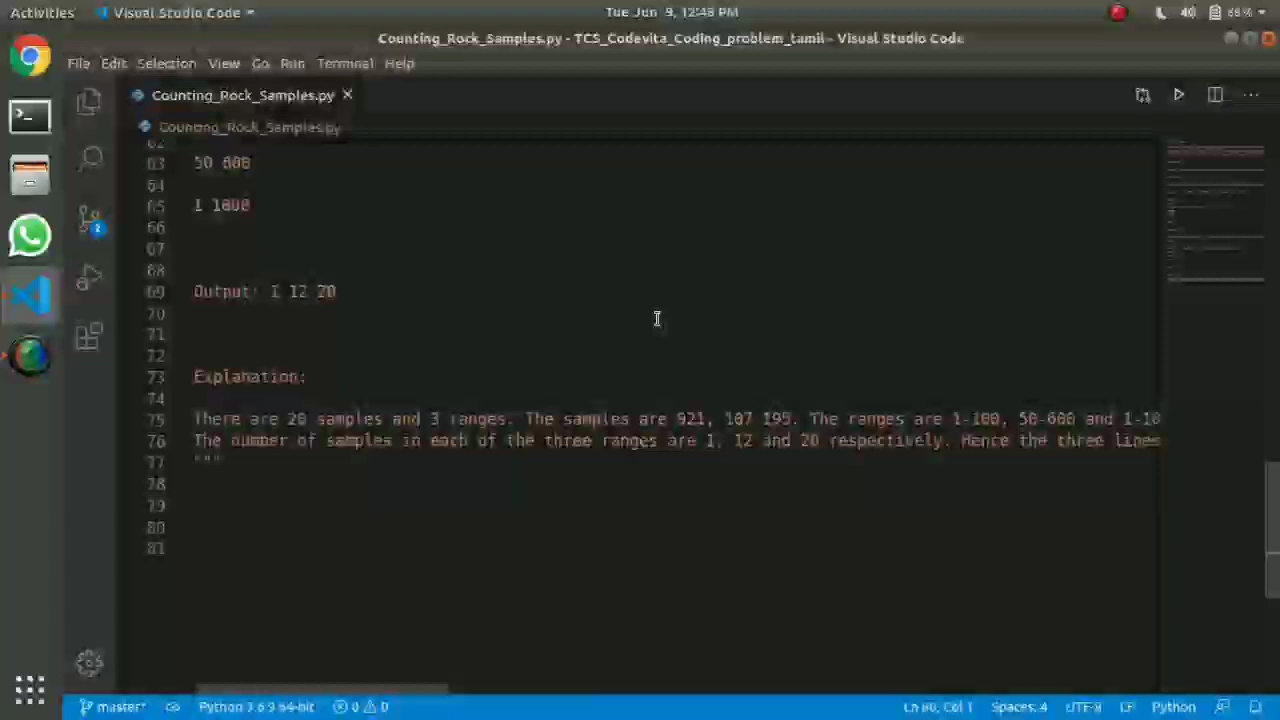 Activities Visual Studio Code Tue Jun 9, 12:48 PM
Counting_Rock_Samples.py - TCS_Codevita_Coding_problem_tamil - Visual Studio Code
File Edit Selection View Go Run Terminal Help
Counting_Rock_Samples.py
Counting_Rock_Samples.py
62
63 50 600
64
65 1 1000
66
67
68
69 Output: 1 12 20
70
71
72
73 Explanation:
74
75 There are 20 samples and 3 ranges. The samples are 921, 107 195. The ranges are 1-100, 50-600 and 1-10
76 The number of samples in each of the three ranges are 1, 12 and 20 respectively. Hence the three lines
77 """
78
79
80
81
2
master* Python 3.6.9 64-bit 0 0 Ln 80, Col 1 Spaces: 4 UTF-8 LF Python